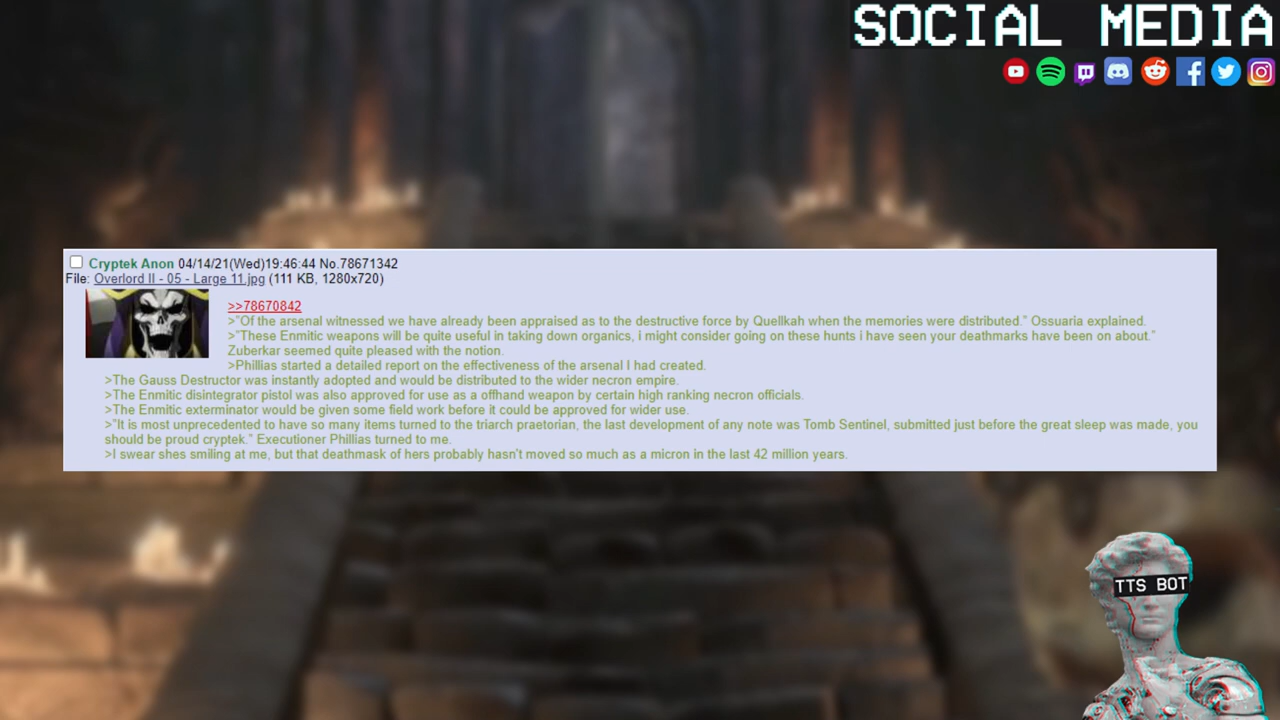 SOCIAL MEDIA
Cryptek Anon 04/14/21(Wed)19:46:44 No.78671342
File: Overlord II - 05 - Large 11.jpg (111 KB, 1280x720)
>>78670842
>"Of the arsenal witnessed we have already been appraised as to the destructive force by Quellkah when the memories were distributed." Ossuaria explained.
>"These Enmitic weapons will be quite useful in taking down organics, i might consider going on these hunts i have seen your deathmarks have been on about."
Zuberkar seemed quite pleased with the notion.
>Phillias started a detailed report on the effectiveness of the arsenal I had created.
>The Gauss Destructor was instantly adopted and would be distributed to the wider necron empire.
>The Enmitic disintegrator pistol was also approved for use as a offhand weapon by certain high ranking necron officials.
>The Enmitic exterminator would be given some field work before it could be approved for wider use.
>"It is most unprecedented to have so many items turned to the triarch praetorian, the last development of any note was Tomb Sentinel, submitted just before the great sleep was made, you
should be proud cryptek." Executioner Phillias turned to me.
>I swear shes smiling at me, but that deathmask of hers probably hasn't moved so much as a micron in the last 42 million years.
TTS BOT